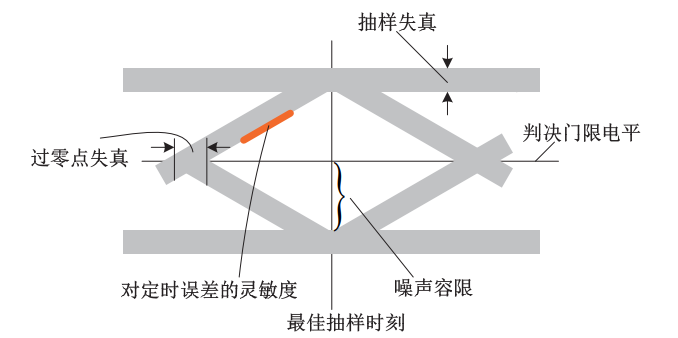 抽样失真
判决门限电平
过零点失真
对定时误差的灵敏度
噪声容限
最佳抽样时刻